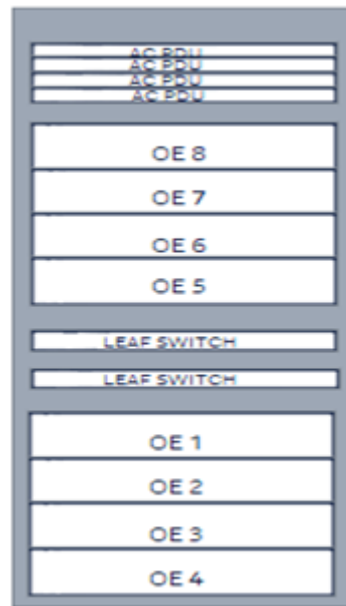 AC PDU
AC PDU
AC PDU
AC PDU
OE 8
OE 7
OE 6
OE 5
LEAF SWITCH
LEAF SWITCH
OE 1
OE 2
OE 3
OE 4